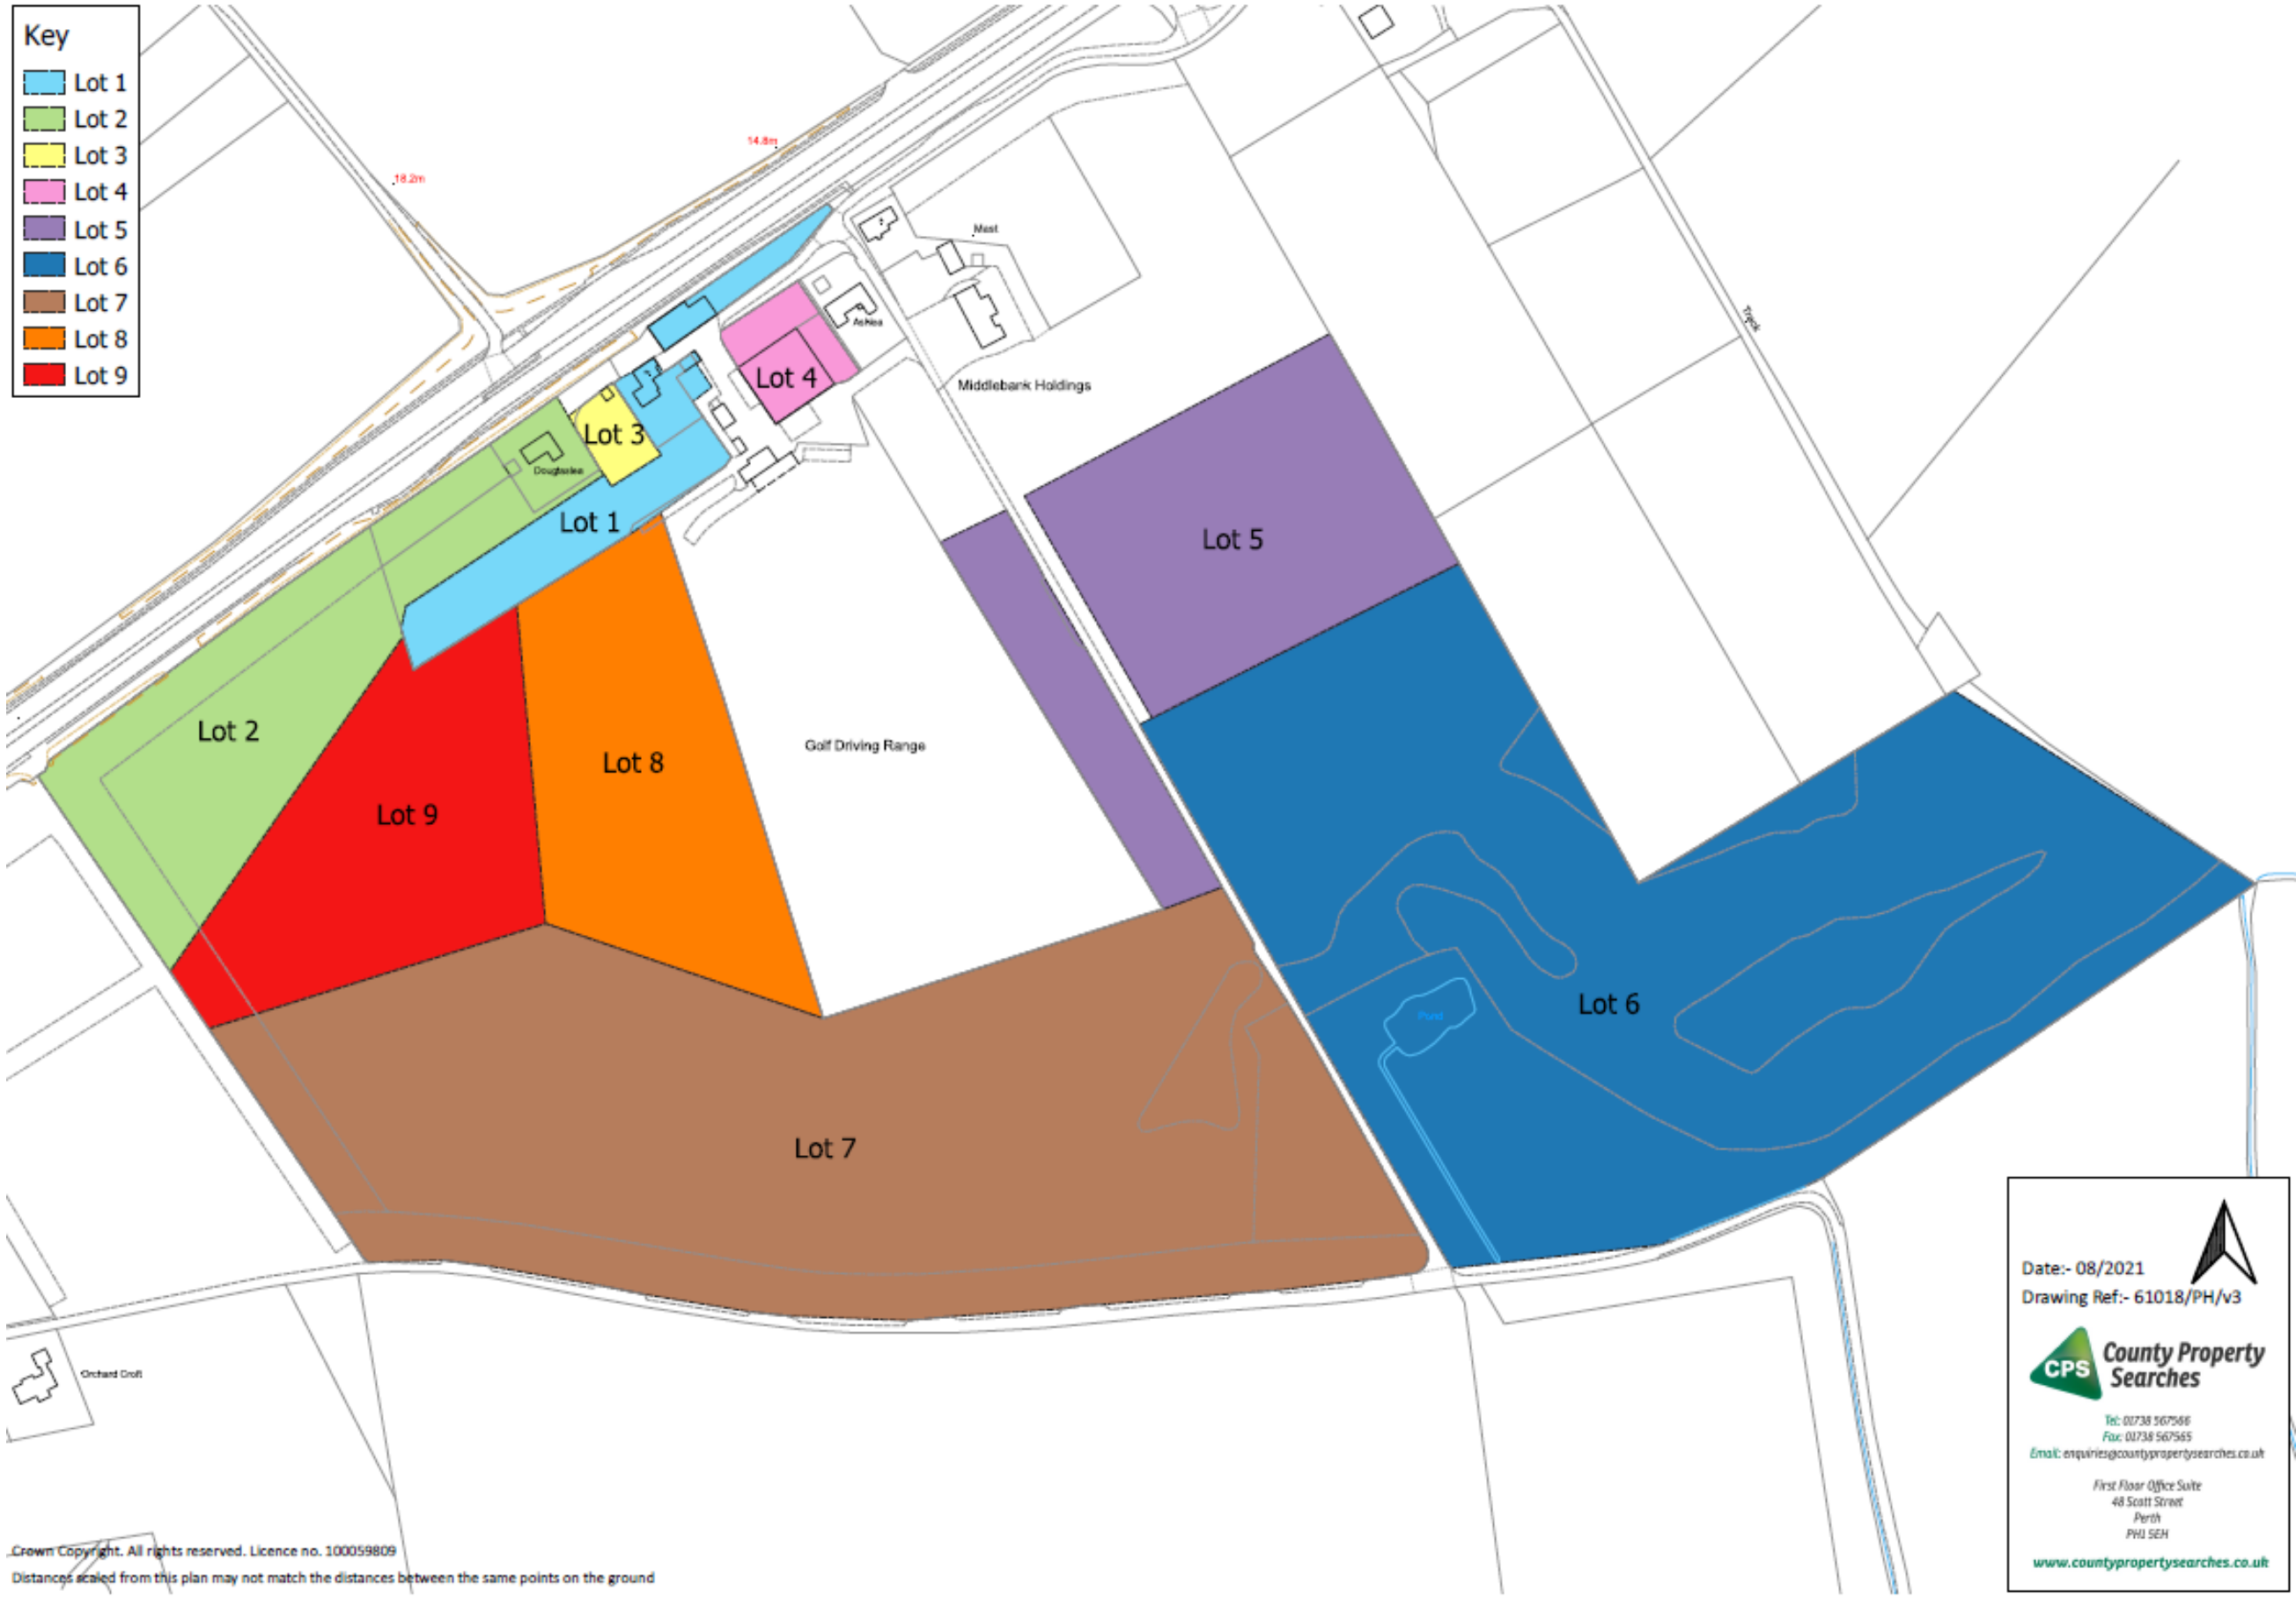 Key
Lot 1
Lot 2
Lot 3
Lot 4
Lot 5
Lot 6
Lot 7
Lot 8
Lot 9
14.8m
18.2m
Mast
Track
Ashlea
Lot 4
Middlebank Holdings
Lot 3
Douglaslea
Lot 1
Lot 5
Lot 2
Golf Driving Range
Lot 8
Lot 9
Lot 6
Pond
Lot 7
Orchard Croft
Date:- 08/2021
Drawing Ref:- 61018/PH/v3
CPS
County Property
Searches
Tel: 01738 567566
Fax: 01738 567565
Email: enquiries@countypropertysearches.co.uk
First Floor Office Suite
48 Scott Street
Perth
PH1 5EH
www.countypropertysearches.co.uk
Crown Copyright. All rights reserved. Licence no. 100059809
Distances scaled from this plan may not match the distances between the same points on the ground